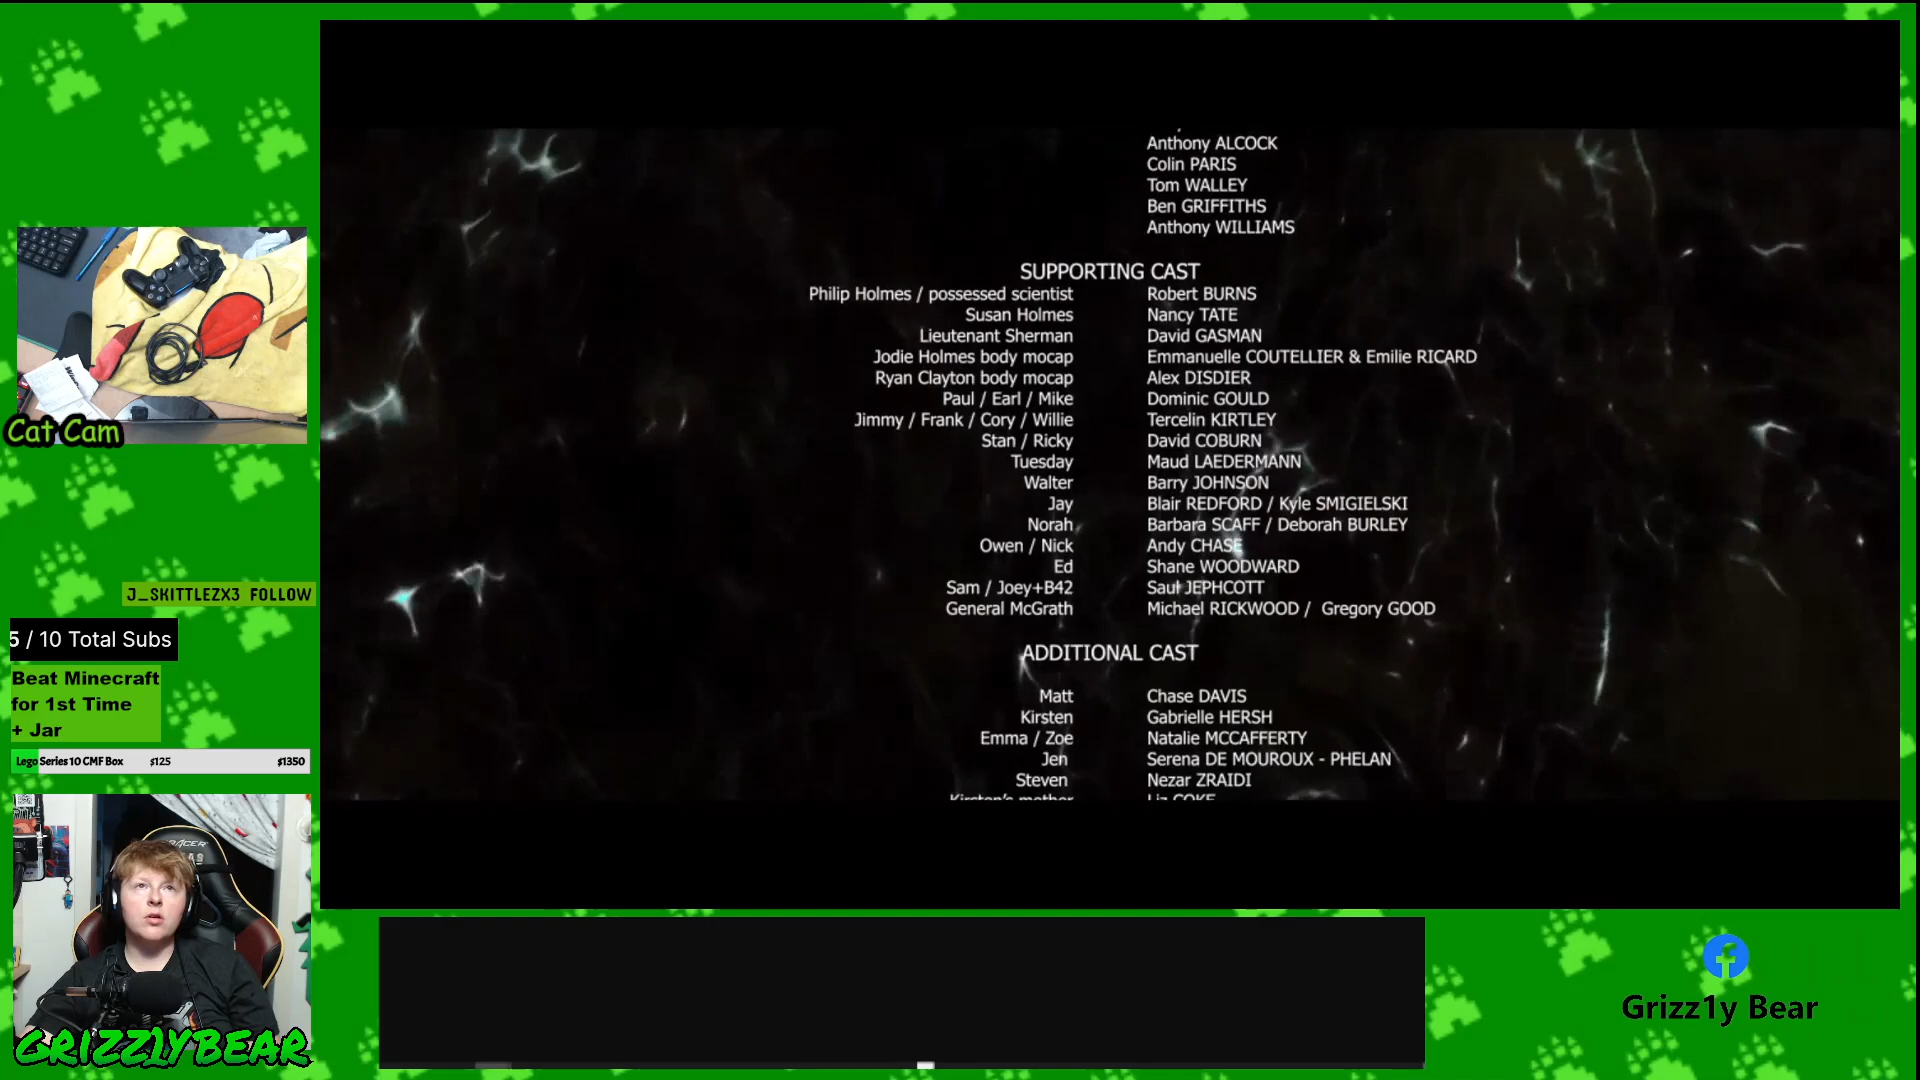 Anthony ALCOCK
Colin PARIS
Tom WALLEY
Ben GRIFFITHS
Anthony WILLIAMS
SUPPORTING CAST
Philip Holmes / possessed scientist Robert BURNS
Susan Holmes Nancy TATE
Lieutenant Sherman David GASMAN
Jodie Holmes body mocap Emmanuelle COUTELLIER & Emilie RICARD
Ryan Clayton body mocap Alex DISDIER
Paul / Earl / Mike Dominic GOULD
Jimmy / Frank / Cory / Willie Tercelin KIRTLEY
Stan / Ricky David COBURN
Tuesday Maud LAEDERMANN
Walter Barry JOHNSON
Jay Blair REDFORD / Kyle SMIGIELSKI
Norah Barbara SCAFF / Deborah BURLEY
Owen / Nick Andy CHASE
Ed Shane WOODWARD
Sam / Joey+B42 Saul JEPHCOTT
General McGrath Michael RICKWOOD / Gregory GOOD
ADDITIONAL CAST
Matt Chase DAVIS
Kirsten Gabrielle HERSH
Emma / Zoe Natalie MCCAFFERTY
Jen Serena DE MOUROUX - PHELAN
Steven Nezar ZRAIDI
Kirsten's mother Liz COKE
Cat Cam
J_SKITTLEZX3 FOLLOW
5 / 10 Total Subs
Beat Minecraft
for 1st Time
+ Jar
Lego Series 10 CMF Box $125 $1350
GRIZZ1YBEAR
Grizz1y Bear